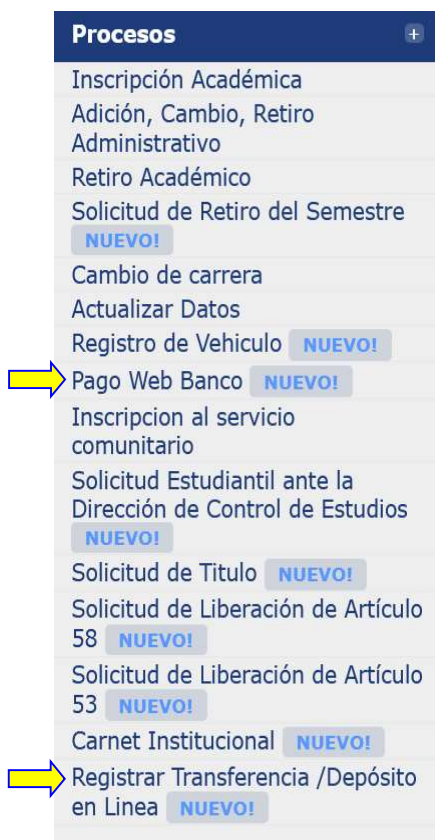 Procesos +
Inscripción Académica
Adición, Cambio, Retiro
Administrativo
Retiro Académico
Solicitud de Retiro del Semestre
NUEVO!
Cambio de carrera
Actualizar Datos
Registro de Vehiculo NUEVO!
Pago Web Banco NUEVO!
Inscripcion al servicio
comunitario
Solicitud Estudiantil ante la
Dirección de Control de Estudios
NUEVO!
Solicitud de Titulo NUEVO!
Solicitud de Liberación de Artículo
58 NUEVO!
Solicitud de Liberación de Artículo
53 NUEVO!
Carnet Institucional NUEVO!
Registrar Transferencia /Depósito
en Linea NUEVO!